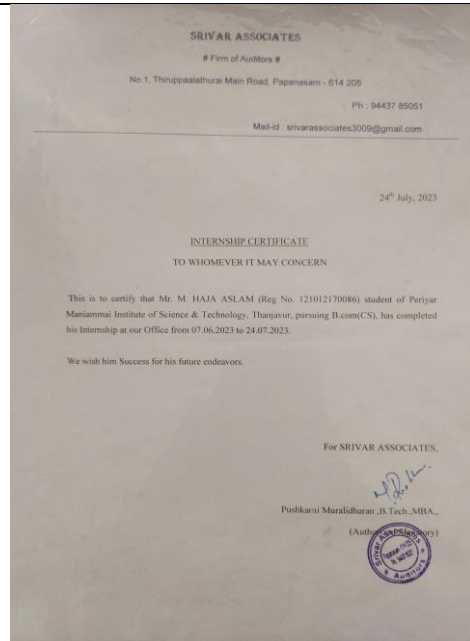 SRIVAR ASSOCIATES
# Firm of Auditors #
No.1, Thiruppaalathurai Main Road, Papanasam - 614 205
Ph : 94437 85051
Mail-id : srivarassociates3009@gmail.com
24th July, 2023
INTERNSHIP CERTIFICATE
TO WHOMEVER IT MAY CONCERN
This is to certify that Mr. M. HAJA ASLAM (Reg No. 121012170086) student of Periyar
Maniammai Institute of Science & Technology, Thanjavur, pursuing B.com(CS), has completed
his Internship at our Office from 07.06.2023 to 24.07.2023.
We wish him Success for his future endeavors.
For SRIVAR ASSOCIATES,
Pushkarni Muralidharan ,B.Tech.,MBA.,
(Authorised Signatory)
Srivar Associates
Auditors